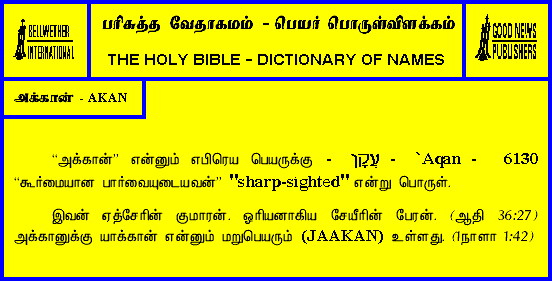 BELLWETHER
INTERNATIONAL
பரிசுத்த வேதாகமம் - பெயர் பொருள்விளக்கம்
THE HOLY BIBLE - DICTIONARY OF NAMES
GOOD NEWS
PUBLISHERS
அக்கான் - AKAN
“அக்கான்” என்னும் எபிரெய பெயருக்கு - עָקָן - `Aqan - 6130
“கூர்மையான பார்வையுடையவன்” "sharp-sighted" என்று பொருள்.
இவன் ஏத்சேரின் குமாரன். ஒரியனாகிய சேயீரின் பேரன். (ஆதி 36:27)
அக்கானுக்கு யாக்கான் என்னும் மறுபெயரும் (JAAKAN) உள்ளது. (1நாளா 1:42)